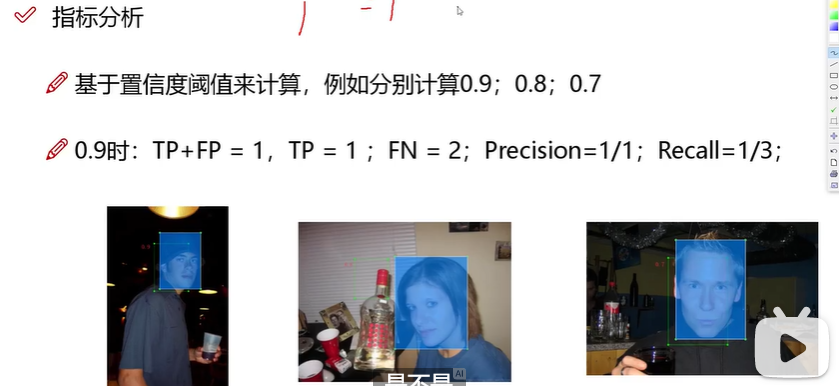 指标分析
基于置信度阈值来计算，例如分别计算0.9；0.8；0.7
0.9时：TP+FP = 1，TP = 1 ；FN = 2；Precision=1/1；Recall=1/3；
是不是
AI